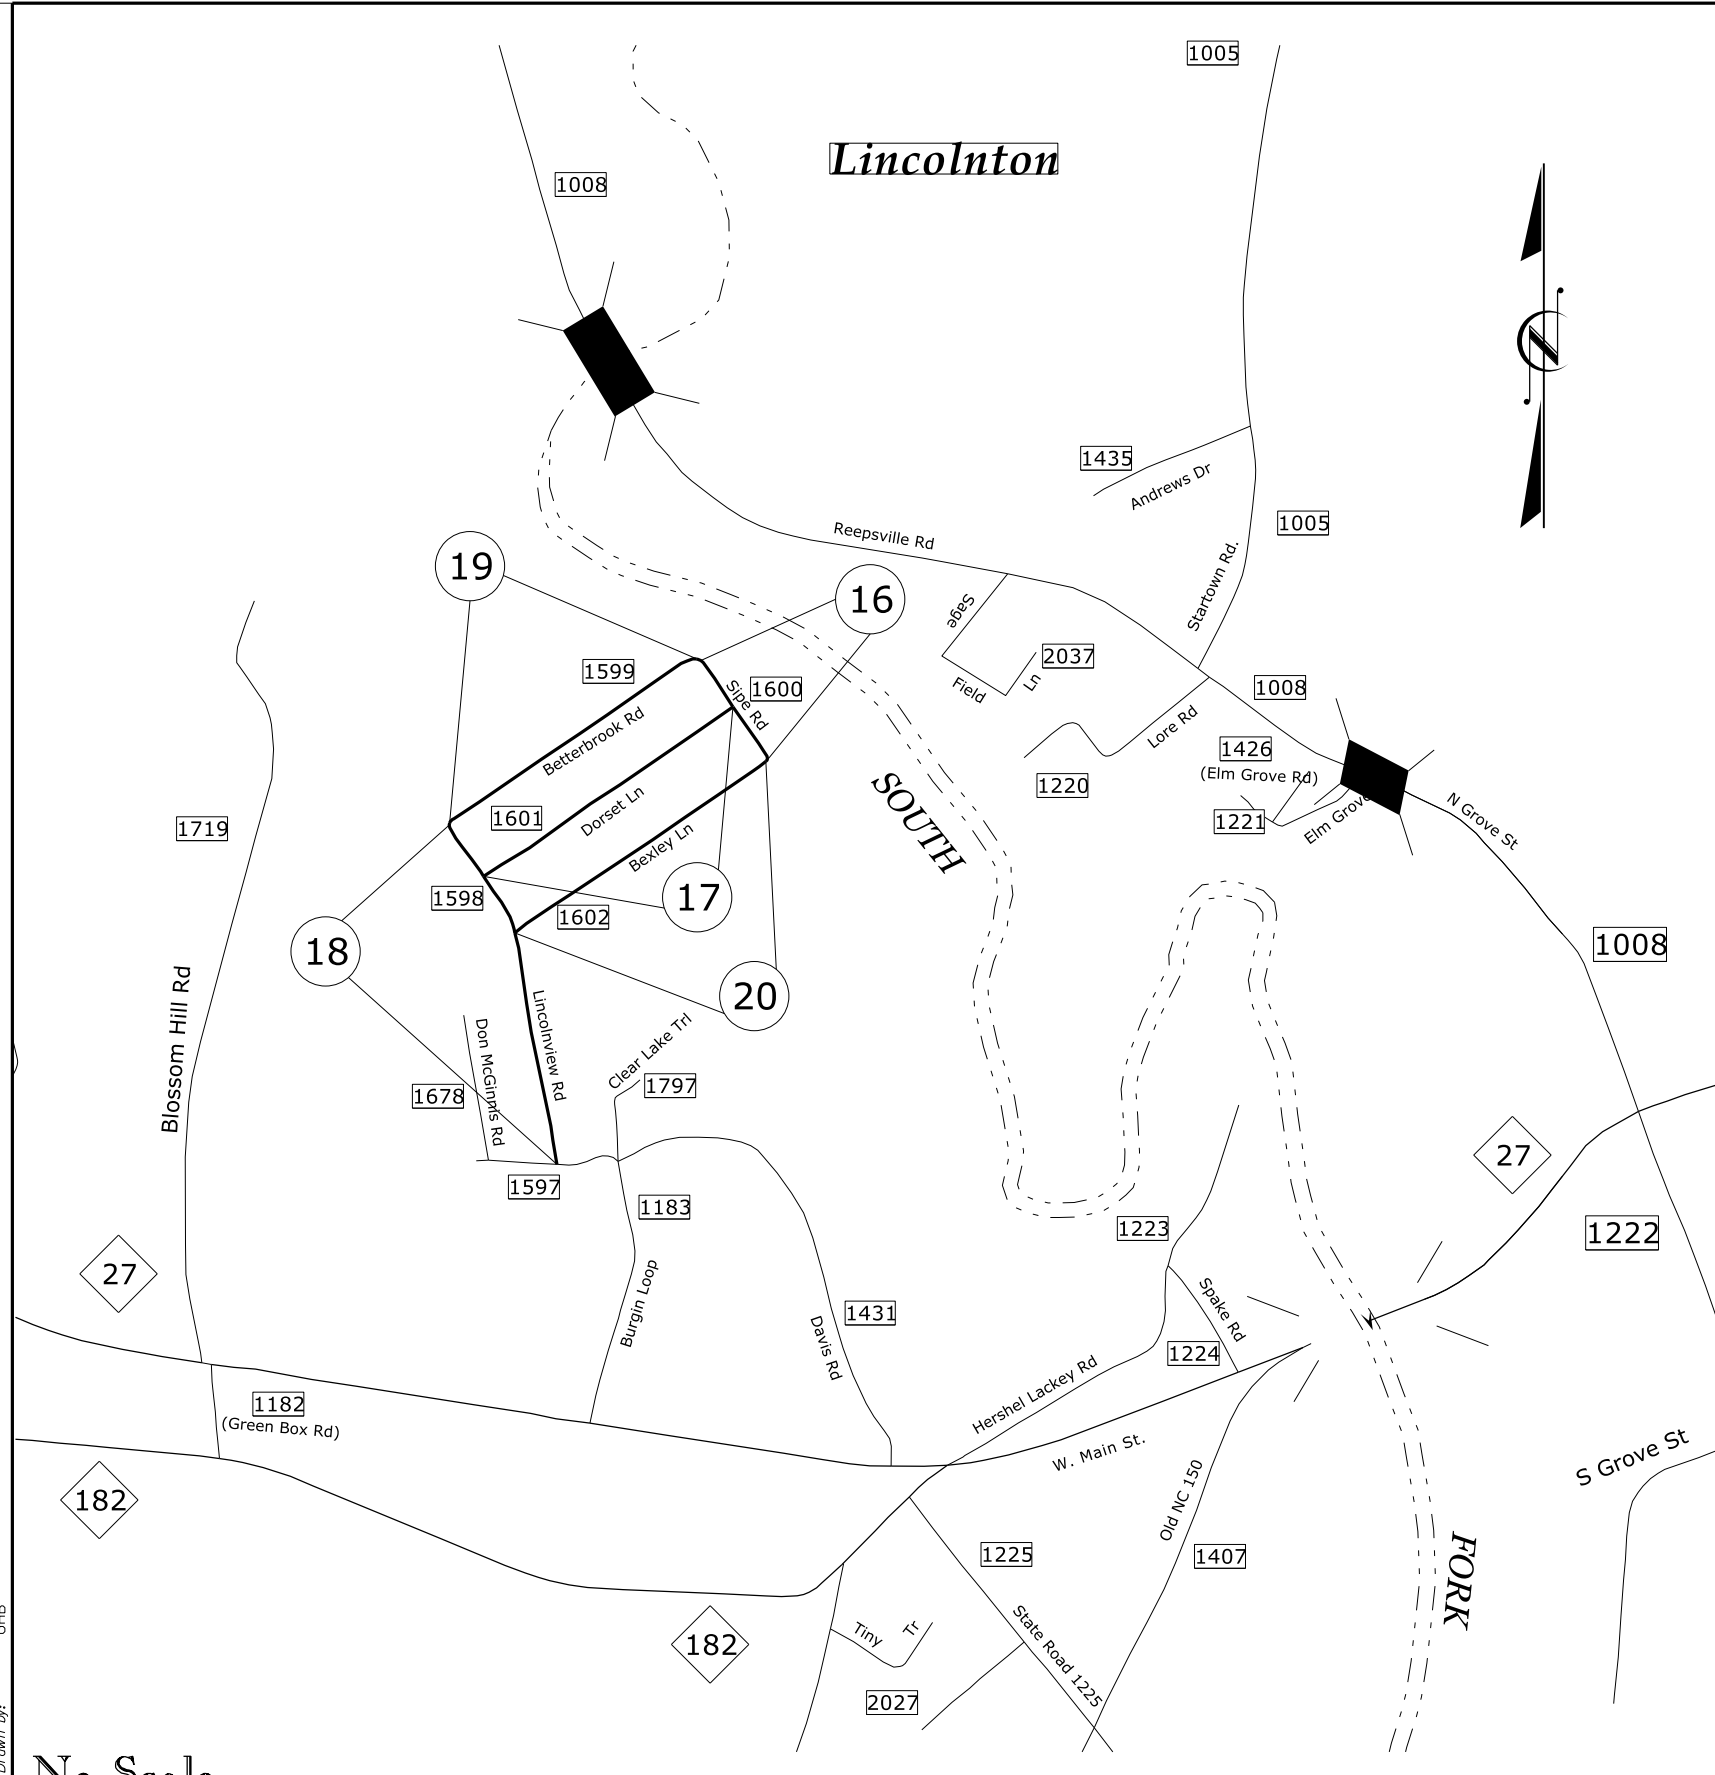 1005
Lincolnton
1008
N
1435
Andrews Dr
1005
Reepsville Rd
Startown Rd.
19
16
Sage
Field
Ln
2037
1599
1600
Sipe Rd
1008
Betterbrook Rd
Lore Rd
1426
(Elm Grove Rd)
1220
SOUTH
1221
Elm Grove
N Grove St
1719
1601
Dorset Ln
Bexley Ln
1598
17
1602
18
1008
20
Blossom Hill Rd
Lincolnview Rd
Don McGinnis Rd
Clear Lake Trl
1797
1678
27
1597
1183
1223
1222
27
Burgin Loop
1431
Davis Rd
Spake Rd
1224
1182
(Green Box Rd)
Hershel Lackey Rd
W. Main St.
S Grove St
182
Old NC 150
1225
1407
FORK
182
Tiny
Tr
State Road 1225
2027
Drawn by:
No Scale